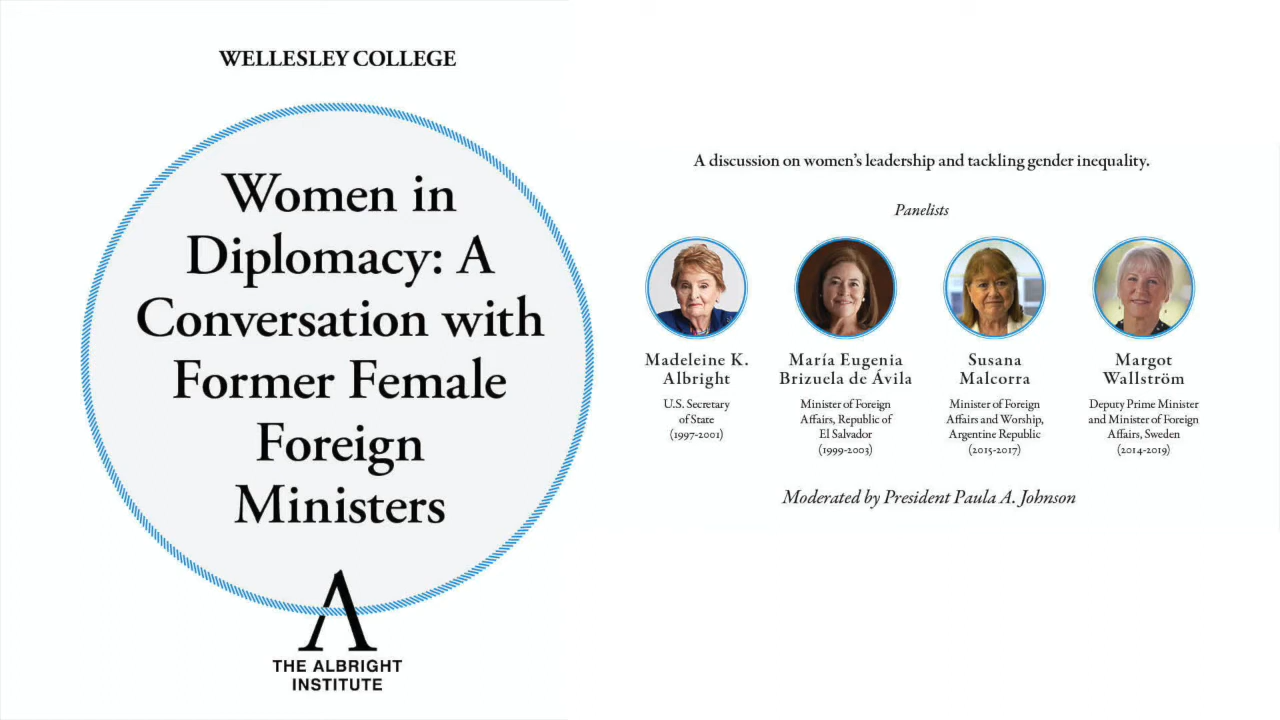 WELLESLEY COLLEGE
Women in
Diplomacy: A
Conversation with
Former Female
Foreign
Ministers
THE ALBRIGHT
INSTITUTE
A discussion on women's leadership and tackling gender inequality.
Panelists
Madeleine K.
Albright
U.S. Secretary
of State
(1997-2001)
María Eugenia
Brizuela de Ávila
Minister of Foreign
Affairs, Republic of
El Salvador
(1999-2003)
Susana
Malcorra
Minister of Foreign
Affairs and Worship,
Argentine Republic
(2015-2017)
Margot
Wallström
Deputy Prime Minister
and Minister of Foreign
Affairs, Sweden
(2014-2019)
Moderated by President Paula A. Johnson